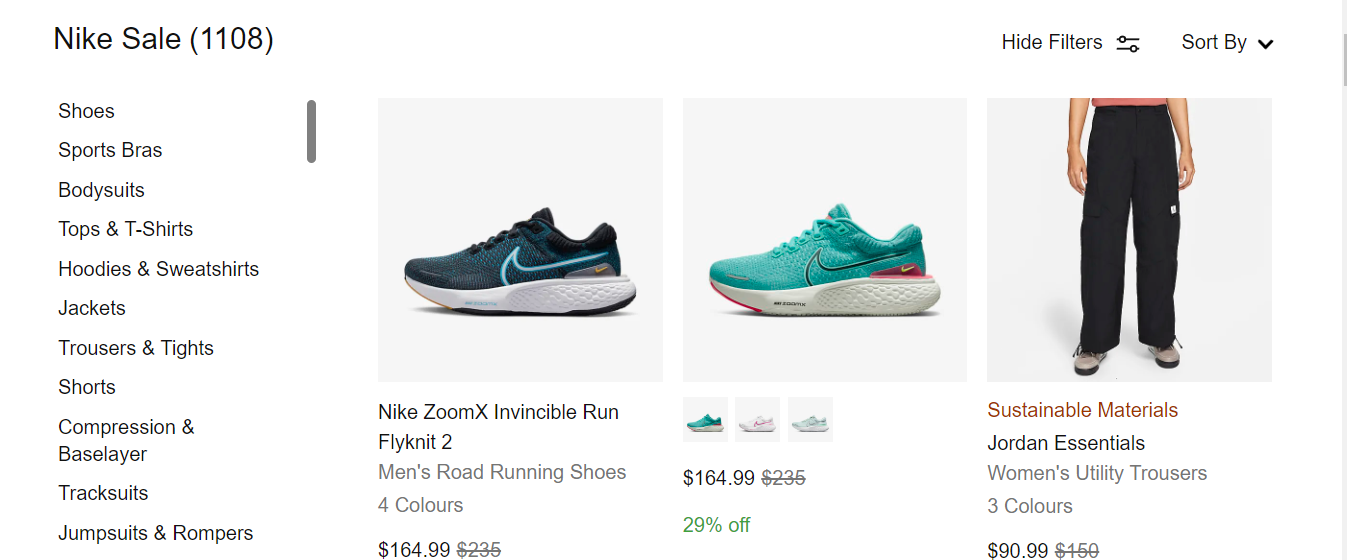 Nike Sale (1108)
Hide Filters
Sort By
Shoes
Sports Bras
Bodysuits
Tops & T-Shirts
Hoodies & Sweatshirts
Jackets
Trousers & Tights
Shorts
Compression &
Baselayer
Tracksuits
Jumpsuits & Rompers
Nike ZoomX Invincible Run
Flyknit 2
Men's Road Running Shoes
4 Colours
$164.99 $235
ZOOMX
$164.99 $235
29% off
Sustainable Materials
Jordan Essentials
Women's Utility Trousers
3 Colours
$90.99 $150